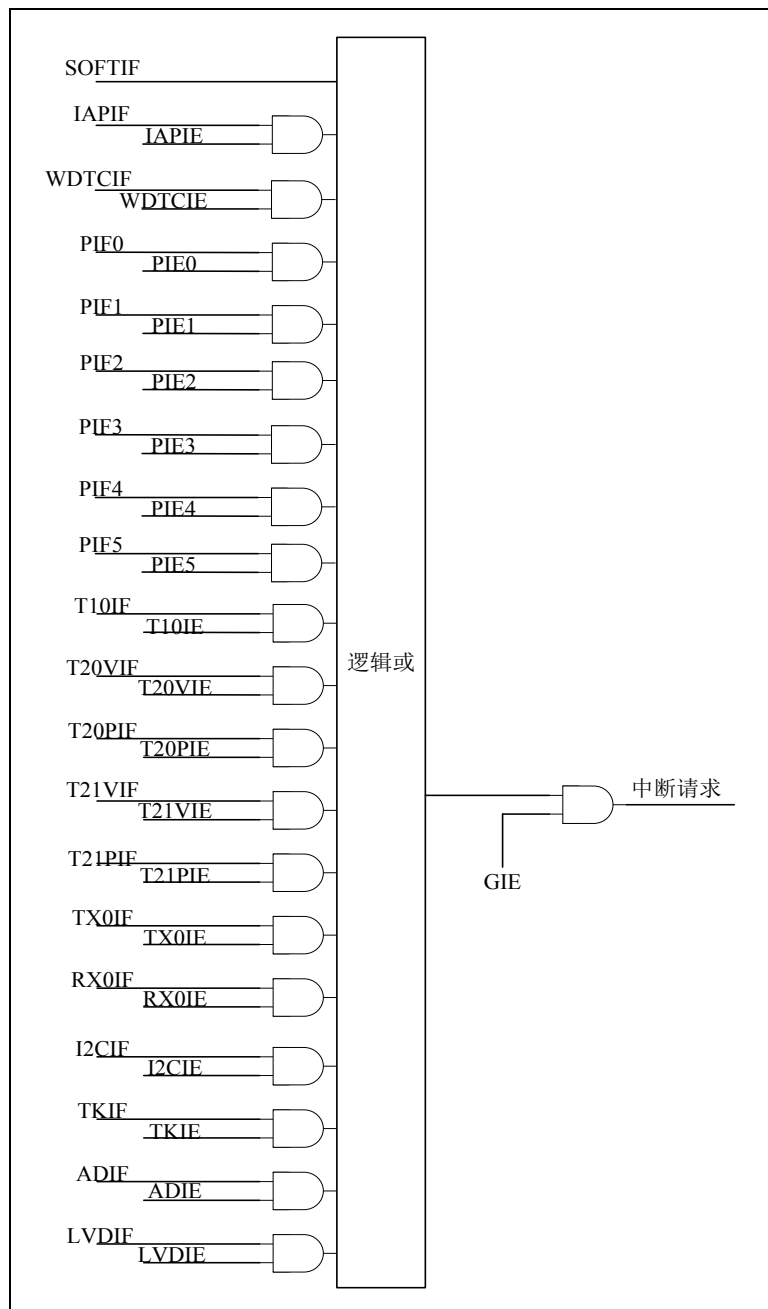 SOFTIF
IAPIF
IAPIE
WDTCIF
WDTCIE
PIF0
PIE0
PIF1
PIE1
PIF2
PIE2
PIF3
PIE3
PIF4
PIE4
PIF5
PIE5
T10IF
T10IE
T20VIF
T20VIE
T20PIF
T20PIE
T21VIF
T21VIE
T21PIF
T21PIE
TX0IF
TX0IE
RX0IF
RX0IE
I2CIF
I2CIE
TKIF
TKIE
ADIF
ADIE
LVDIF
LVDIE
逻辑或
中断请求
GIE